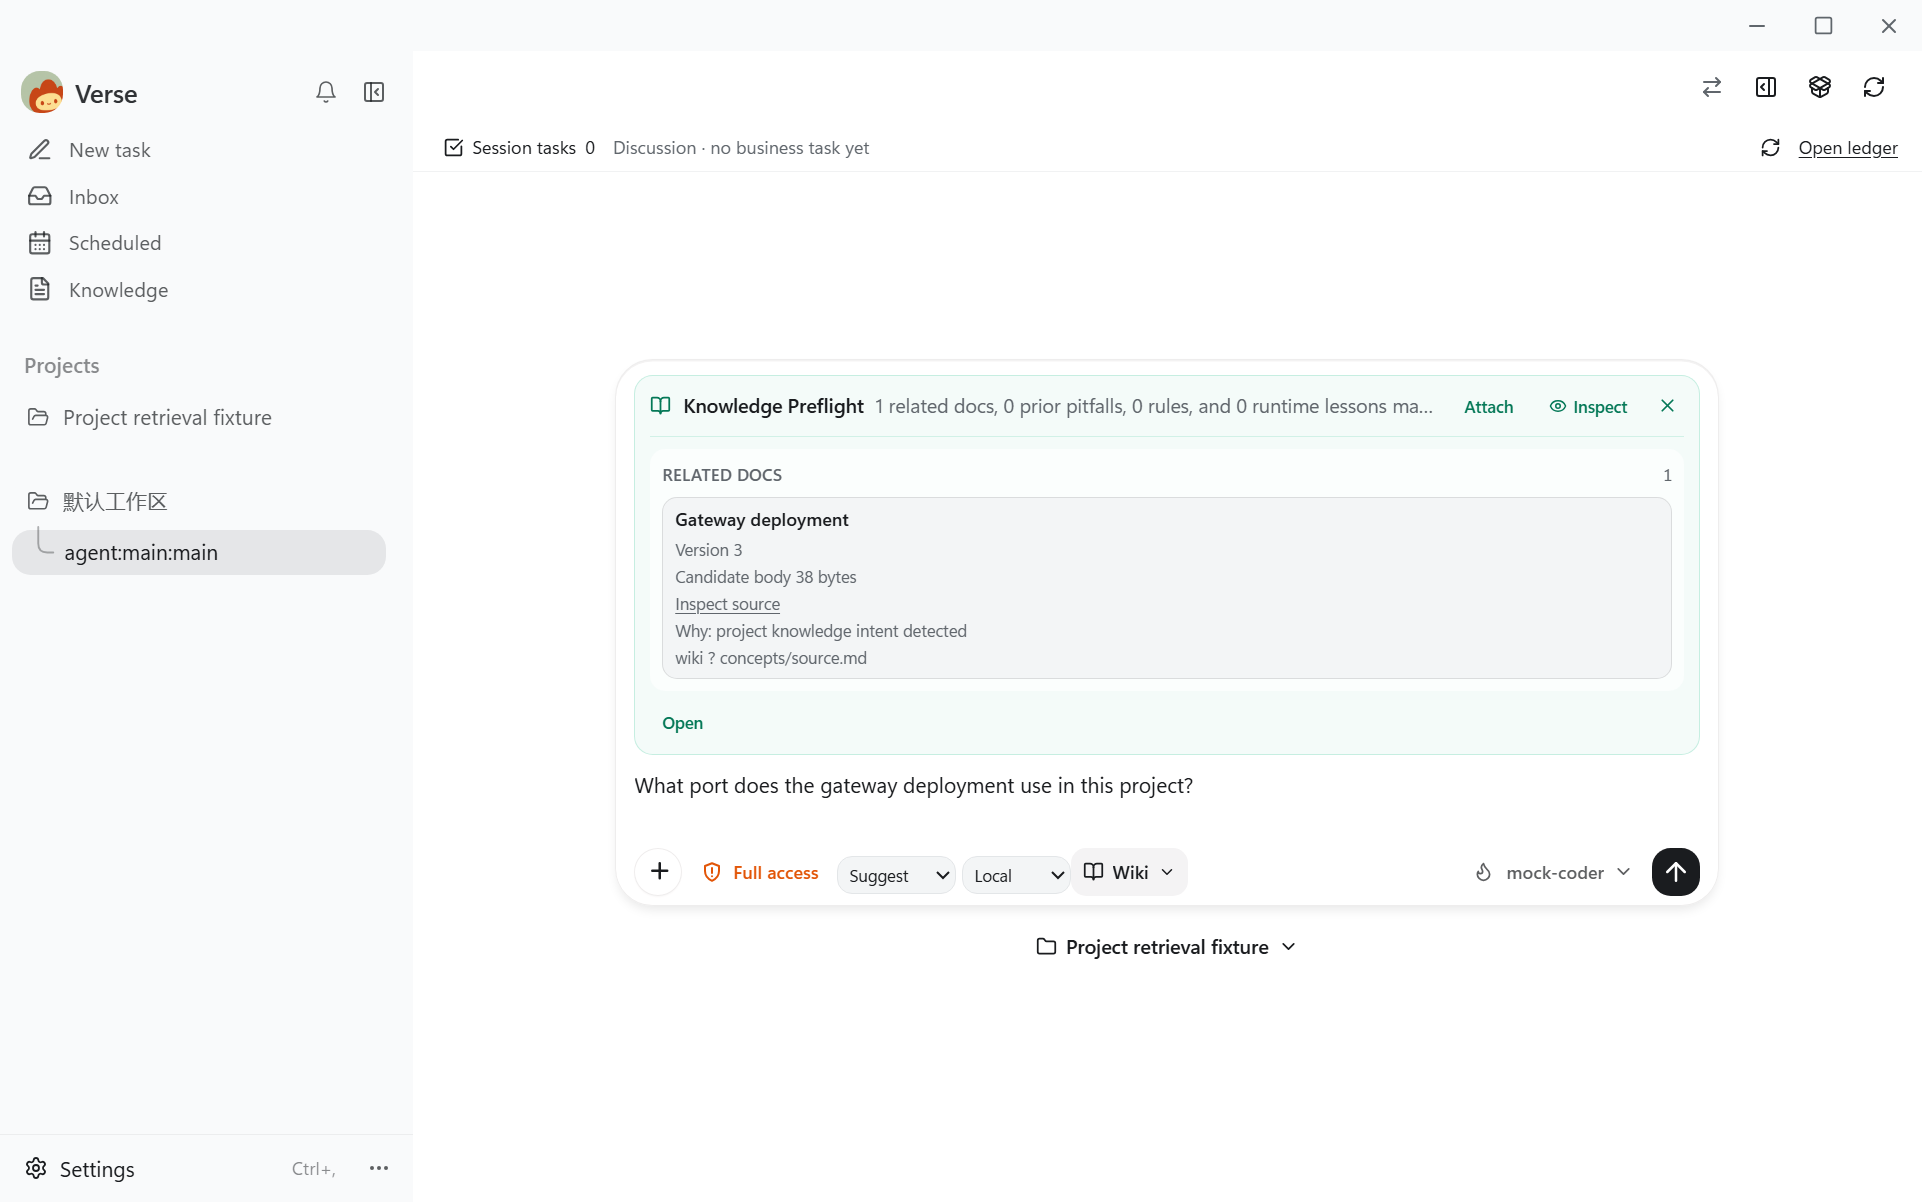 Verse
New task
Inbox
Scheduled
Knowledge
Projects
Project retrieval fixture
默认工作区
agent:main:main
Settings
Ctrl+,
Session tasks 0 Discussion · no business task yet
Open ledger
Knowledge Preflight 1 related docs, 0 prior pitfalls, 0 rules, and 0 runtime lessons ma...
Attach
Inspect
RELATED DOCS 1
Gateway deployment
Version 3
Candidate body 38 bytes
Inspect source
Why: project knowledge intent detected
wiki ? concepts/source.md
Open
What port does the gateway deployment use in this project?
Full access Suggest Local Wiki mock-coder
Project retrieval fixture